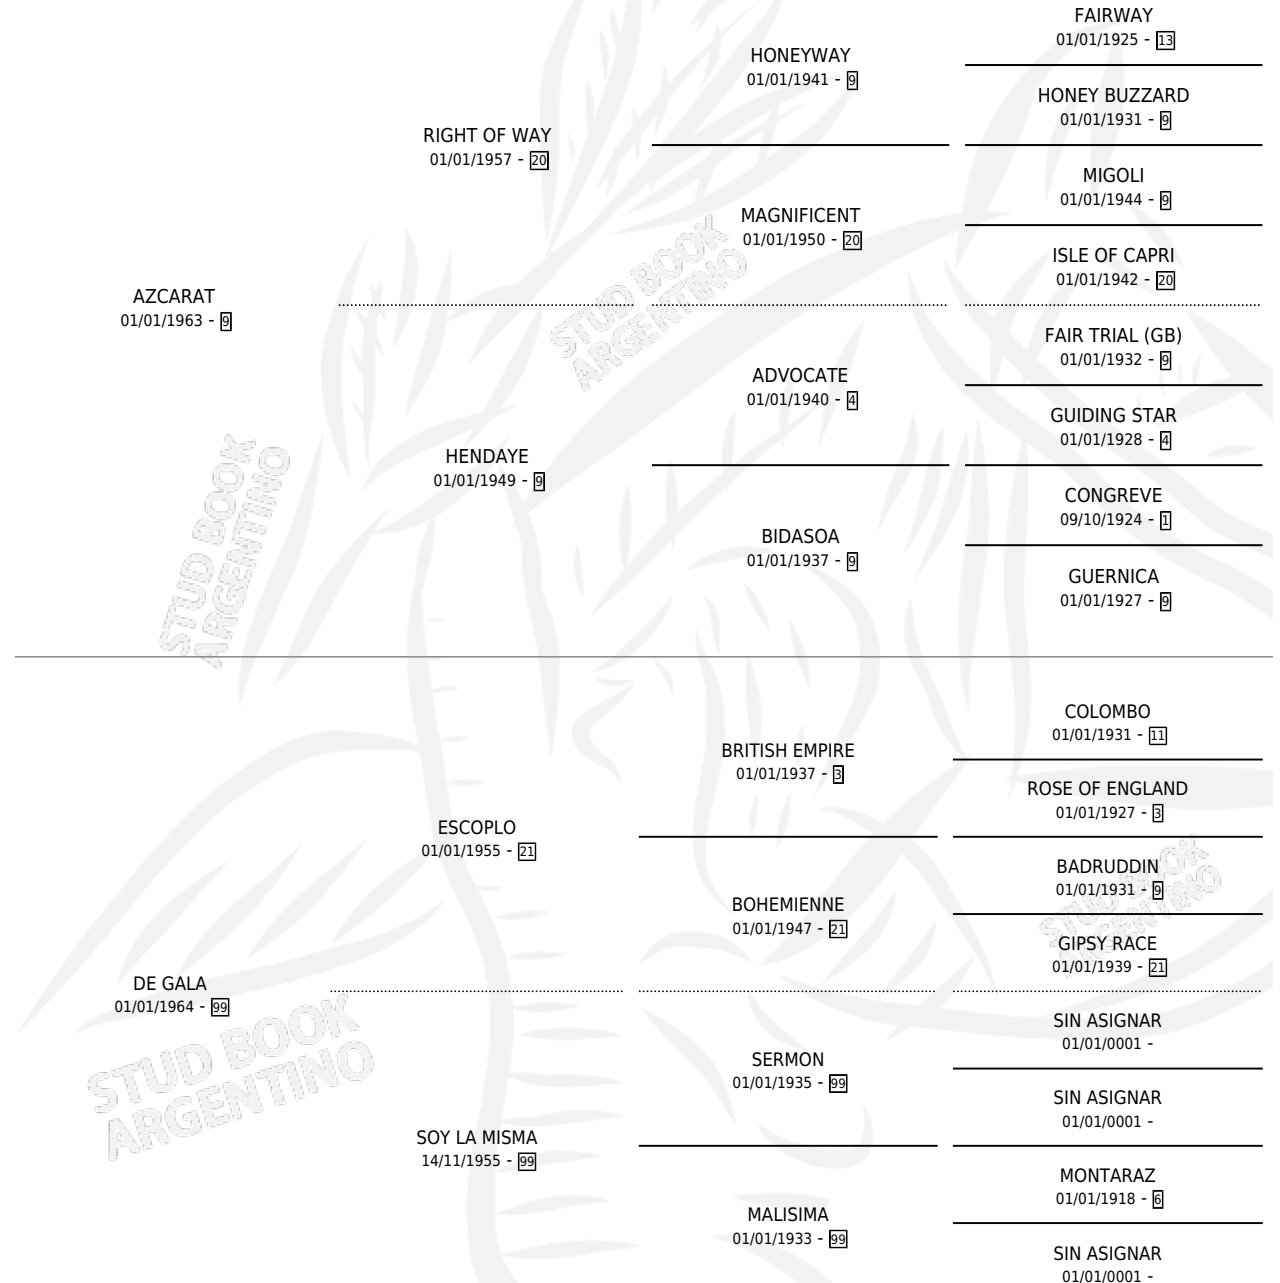 FAIRWAY
01/01/1925 - 13
HONEYWAY
01/01/1941 - 9
HONEY BUZZARD
01/01/1931 - 9
RIGHT OF WAY
01/01/1957 - 20
MIGOLI
01/01/1944 - 9
MAGNIFICENT
01/01/1950 - 20
ISLE OF CAPRI
01/01/1942 - 20
AZCARAT
01/01/1963 - 9
FAIR TRIAL (GB)
01/01/1932 - 9
ADVOCATE
01/01/1940 - 4
GUIDING STAR
01/01/1928 - 4
HENDAYE
01/01/1949 - 9
CONGREVE
09/10/1924 - 1
BIDASOA
01/01/1937 - 9
GUERNICA
01/01/1927 - 9
COLOMBO
01/01/1931 - 11
BRITISH EMPIRE
01/01/1937 - 3
ROSE OF ENGLAND
01/01/1927 - 3
ESCOPLO
01/01/1955 - 21
BADRUDDIN
01/01/1931 - 9
BOHEMIENNE
01/01/1947 - 21
GIPSY RACE
01/01/1939 - 21
DE GALA
01/01/1964 - 99
SIN ASIGNAR
01/01/0001 -
SERMON
01/01/1935 - 99
SIN ASIGNAR
01/01/0001 -
SOY LA MISMA
14/11/1955 - 99
MONTARAZ
01/01/1918 - 6
MALISIMA
01/01/1933 - 99
SIN ASIGNAR
01/01/0001 -
STUD BOOK
ARGENTINO
STUD BOOK
ARGENTINO
STUD BOOK
ARGENTINO
STUD BOOK
ARGENTINO